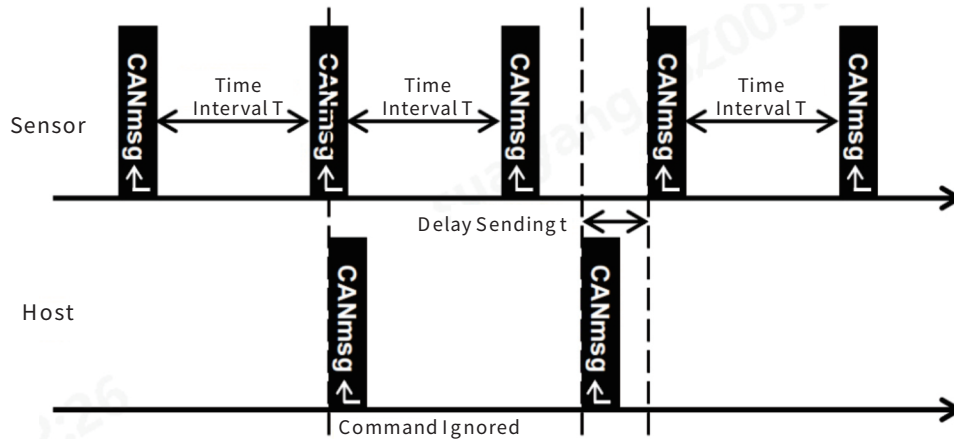 CANmsg↵ CANmsg↵ CANmsg↵ CANmsg↵ CANmsg↵
Time
Interval T
Time
Interval T
Time
Interval T
Sensor
Delay Sending t
CANmsg↵ CANmsg↵
Host
Command Ignored